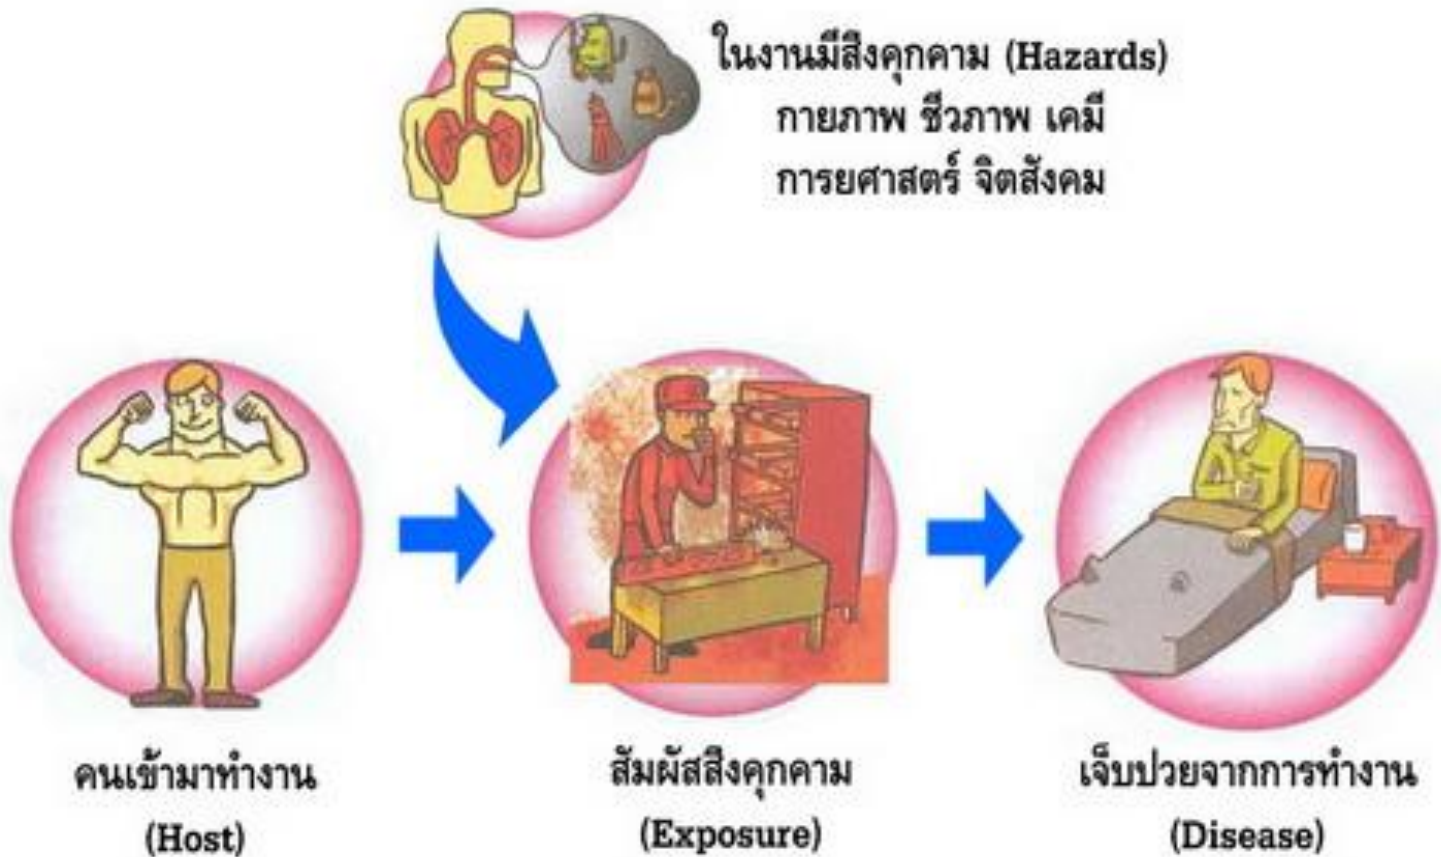 ในงานมีสิ่งคุกคาม (Hazards)
กายภาพ ชีวภาพ เคมี
การยศาสตร์ จิตสังคม
คนเข้ามาทำงาน
(Host)
สัมผัสสิ่งคุกคาม
(Exposure)
เจ็บป่วยจากการทำงาน
(Disease)